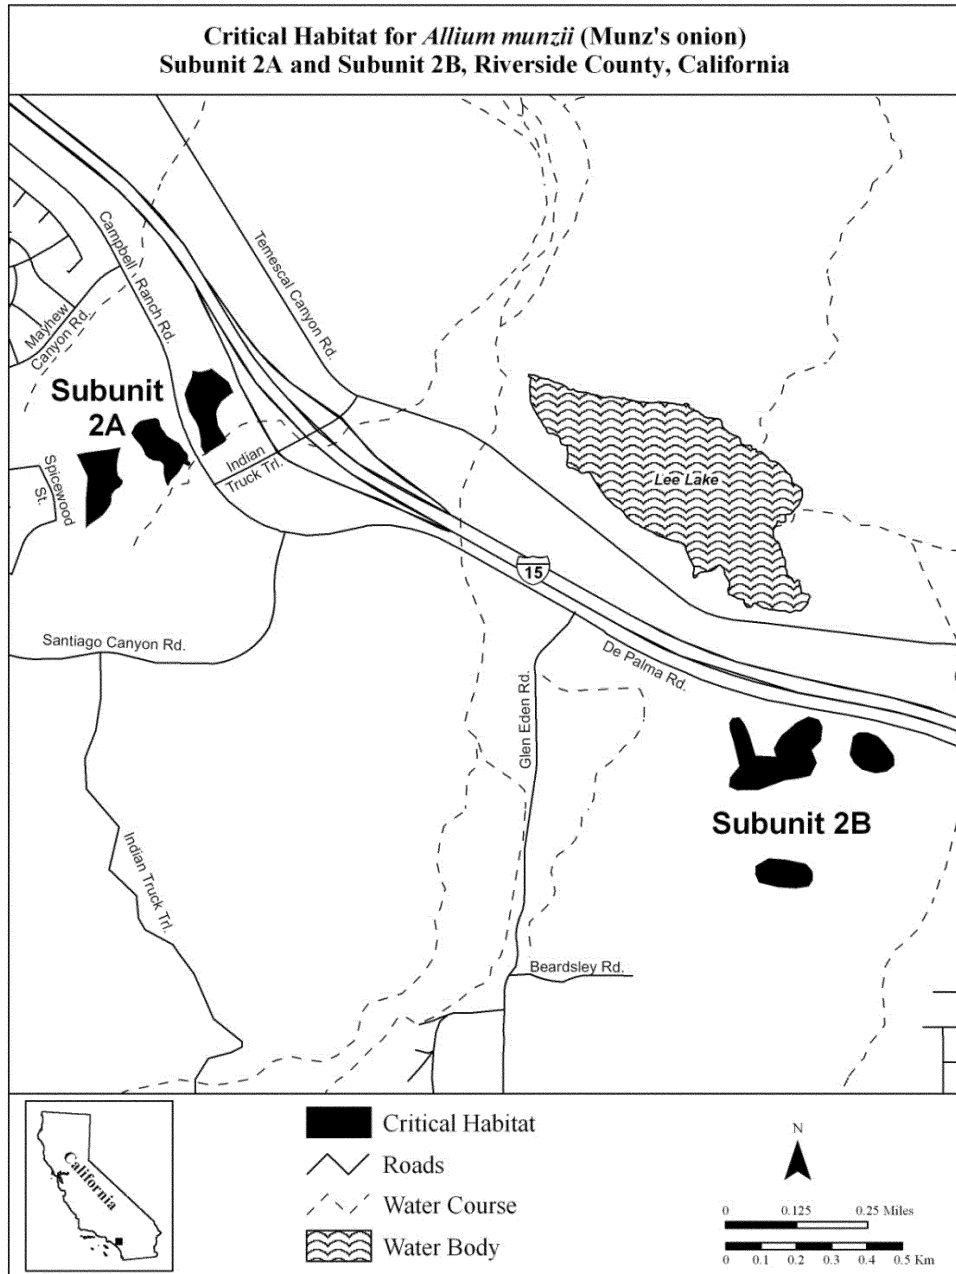 Critical Habitat for Allium munzii (Munz's onion)
Subunit 2A and Subunit 2B, Riverside County, California
Campbell Ranch Rd.
Temescal Canyon Rd.
Mayhew
Canyon Rd.
Subunit
2A
Spicewood
St.
Indian
Truck Trl.
Lee Lake
15
Santiago Canyon Rd.
De Palma Rd.
Glen Eden Rd.
Subunit 2B
Indian Truck Trl.
Beardsley Rd.
California
Critical Habitat
Roads
Water Course
Water Body
N
0 0.125 0.25 Miles
0 0.1 0.2 0.3 0.4 0.5 Km